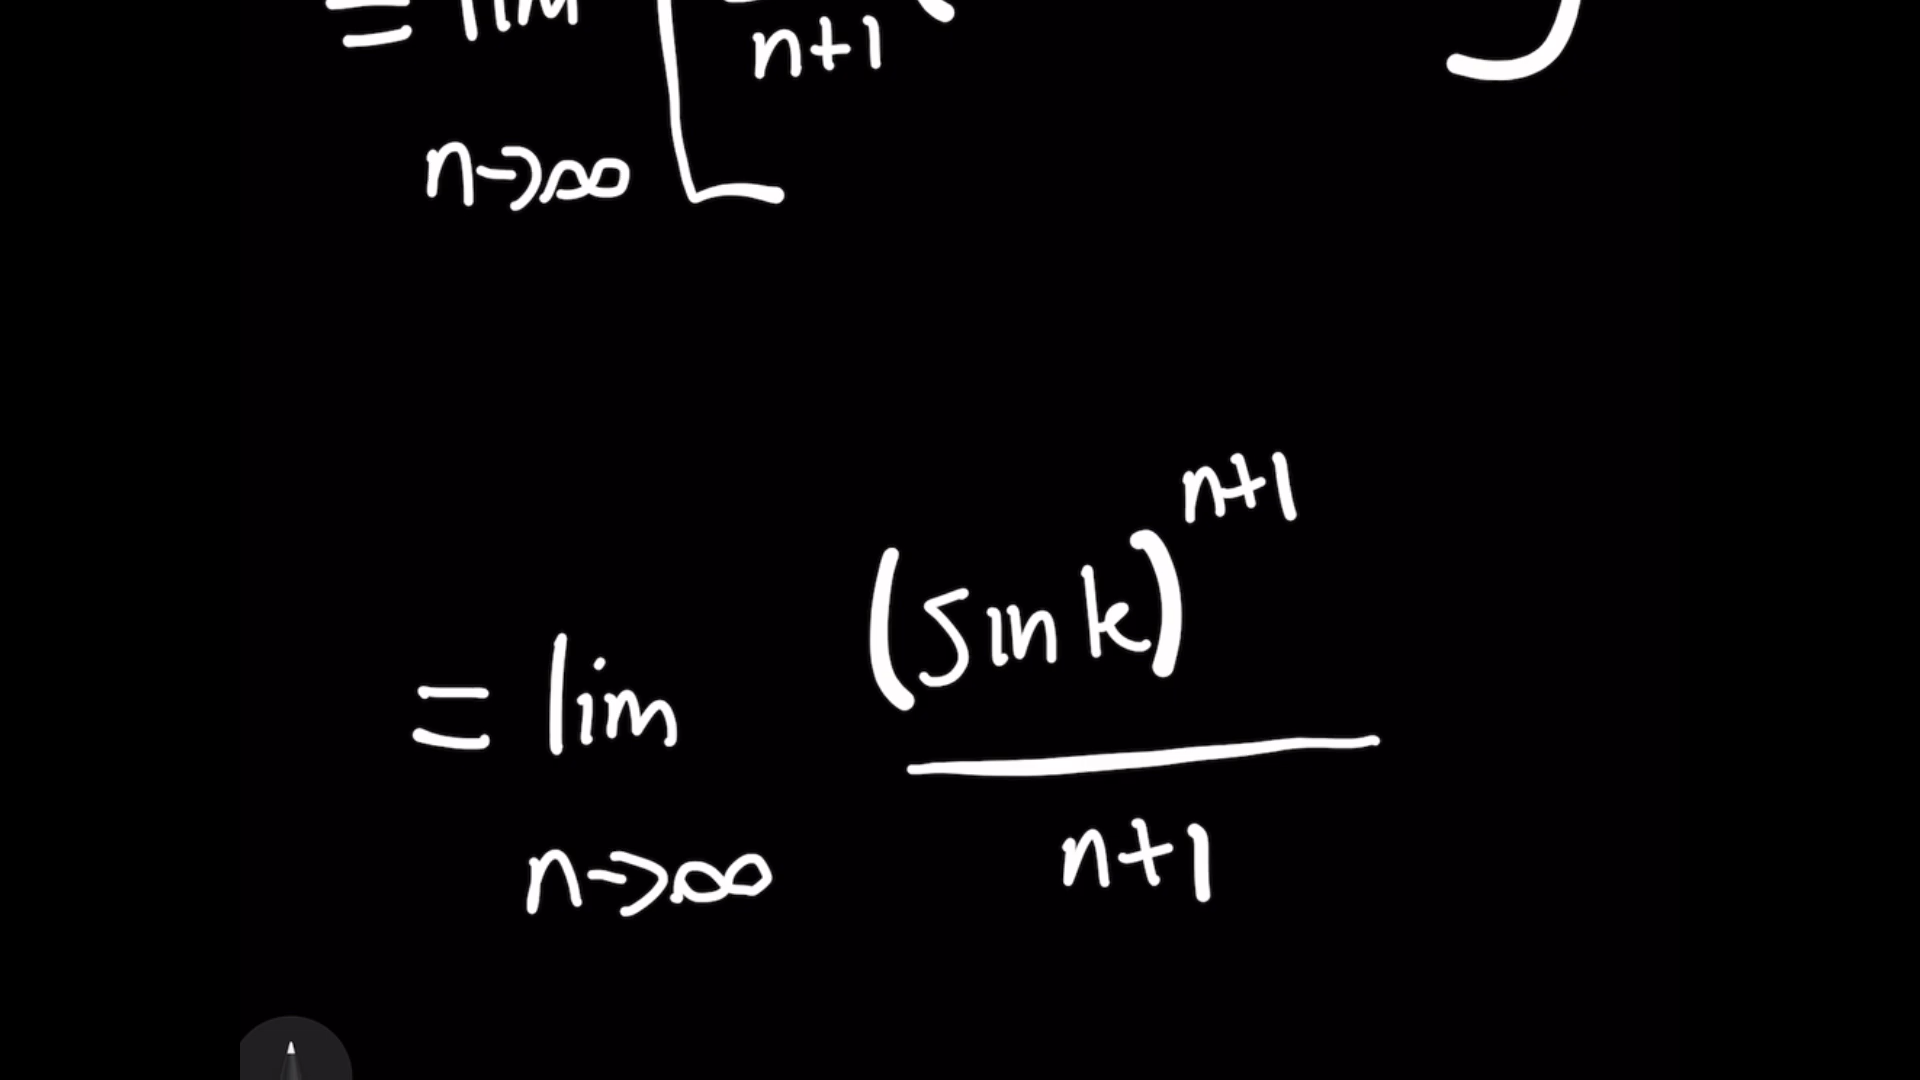 = lim [ n+1
n→∞
(sin k)^{n+1}
= lim ─────
n→∞ n+1